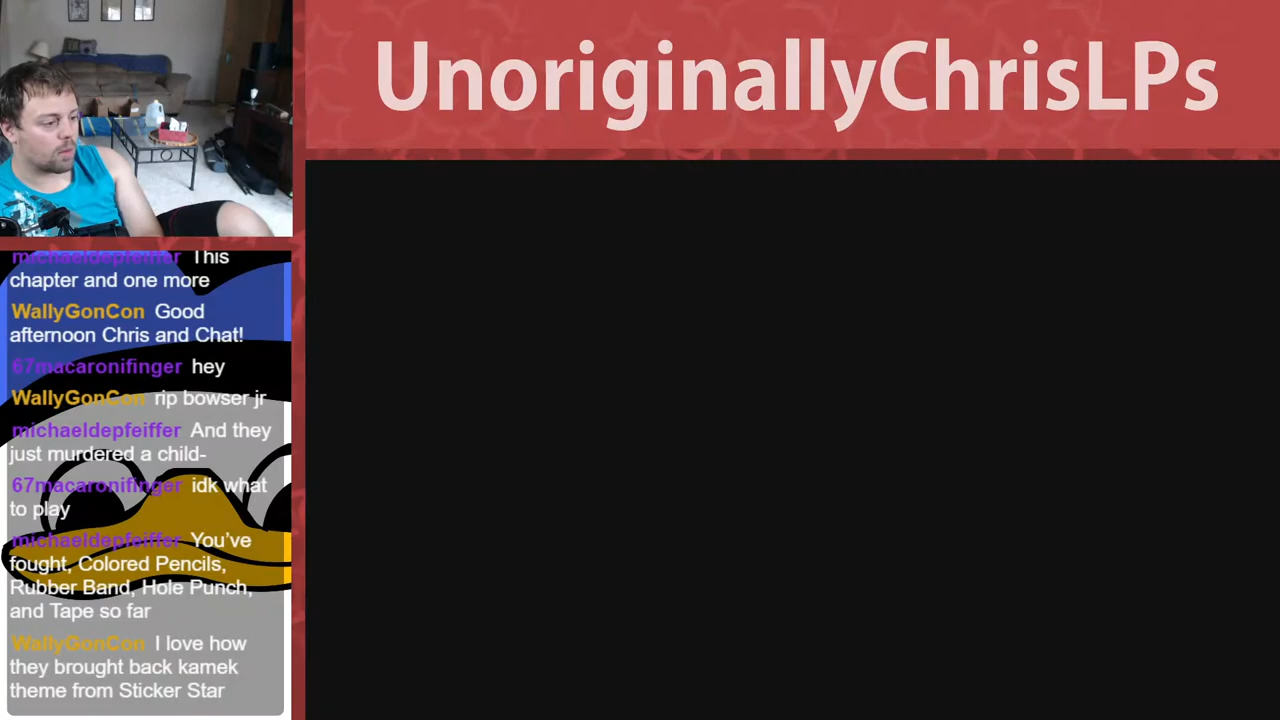 UnoriginallyChrisLPs
michaeldepfeiffer This
chapter and one more
WallyGonCon Good
afternoon Chris and Chat!
67macaronifinger hey
WallyGonCon rip bowser jr
michaeldepfeiffer And they
just murdered a child-
67macaronifinger idk what
to play
michaeldepfeiffer You’ve
fought, Colored Pencils,
Rubber Band, Hole Punch,
and Tape so far
WallyGonCon I love how
they brought back kamek
theme from Sticker Star